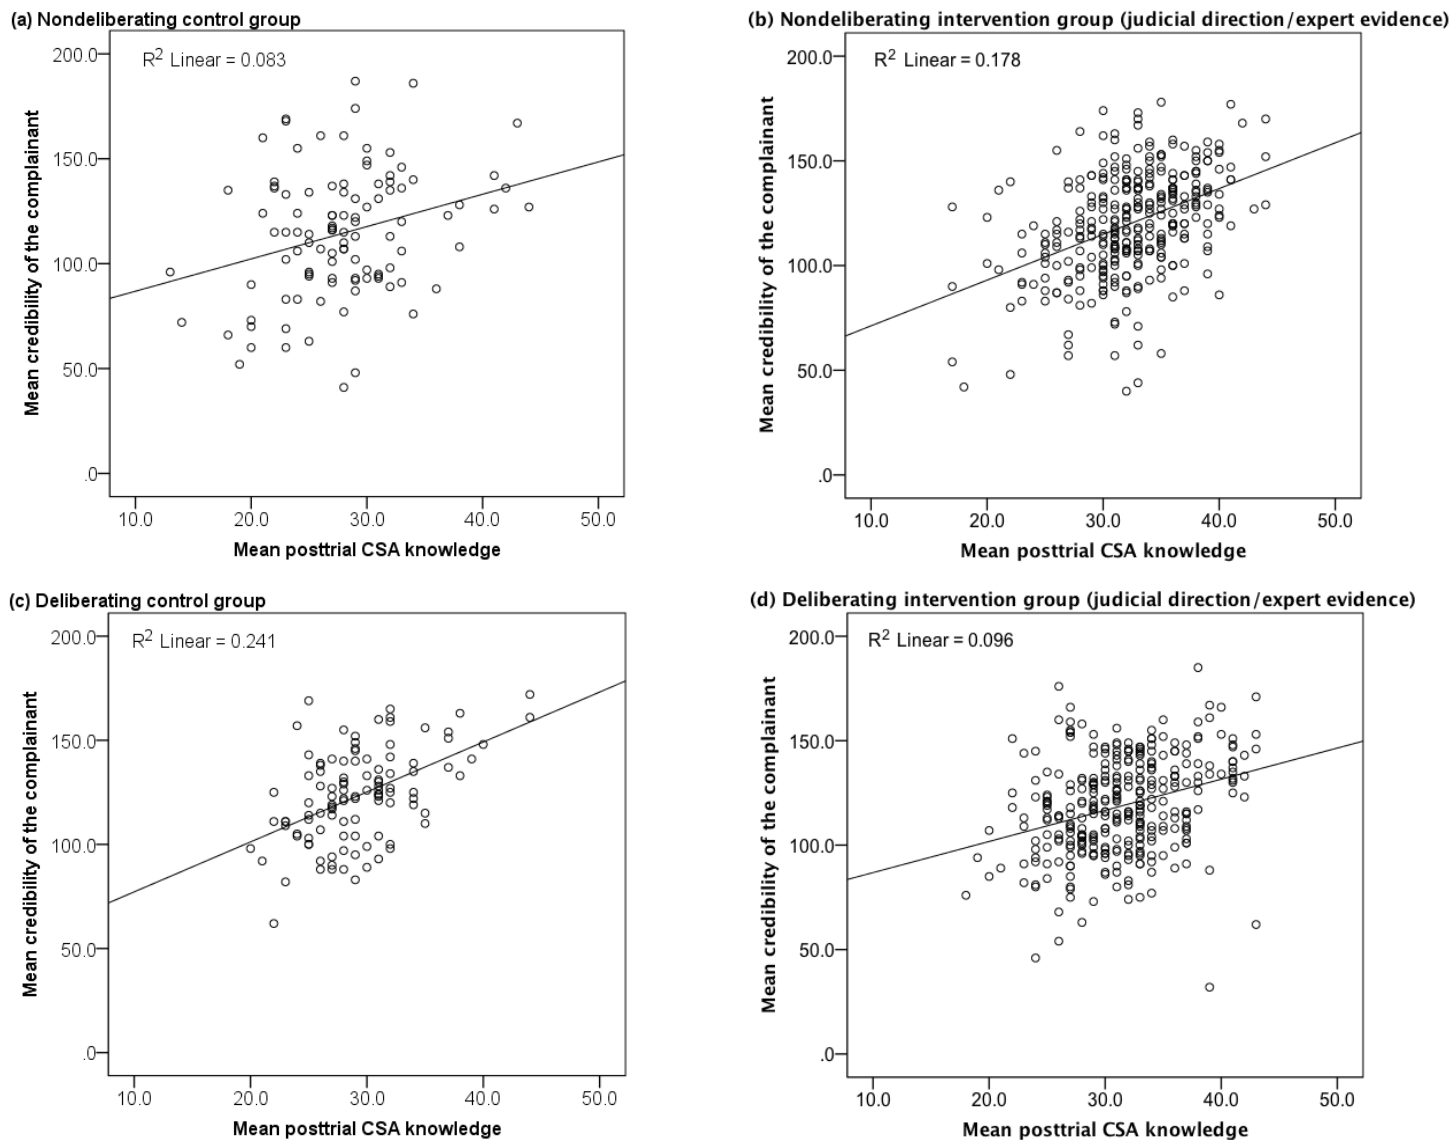 (a) Nondeliberating control group
R² Linear = 0.083
200.0
150.0
100.0
50.0
.0
Mean credibility of the complainant
10.0 20.0 30.0 40.0 50.0
Mean posttrial CSA knowledge
(b) Nondeliberating intervention group (judicial direction/expert evidence)
R² Linear = 0.178
200.0
150.0
100.0
50.0
.0
Mean credibility of the complainant
10.0 20.0 30.0 40.0 50.0
Mean posttrial CSA knowledge
(c) Deliberating control group
R² Linear = 0.241
200.0
150.0
100.0
50.0
.0
Mean credibility of the complainant
10.0 20.0 30.0 40.0 50.0
Mean posttrial CSA knowledge
(d) Deliberating intervention group (judicial direction/expert evidence)
R² Linear = 0.096
200.0
150.0
100.0
50.0
.0
Mean credibility of the complainant
10.0 20.0 30.0 40.0 50.0
Mean posttrial CSA knowledge